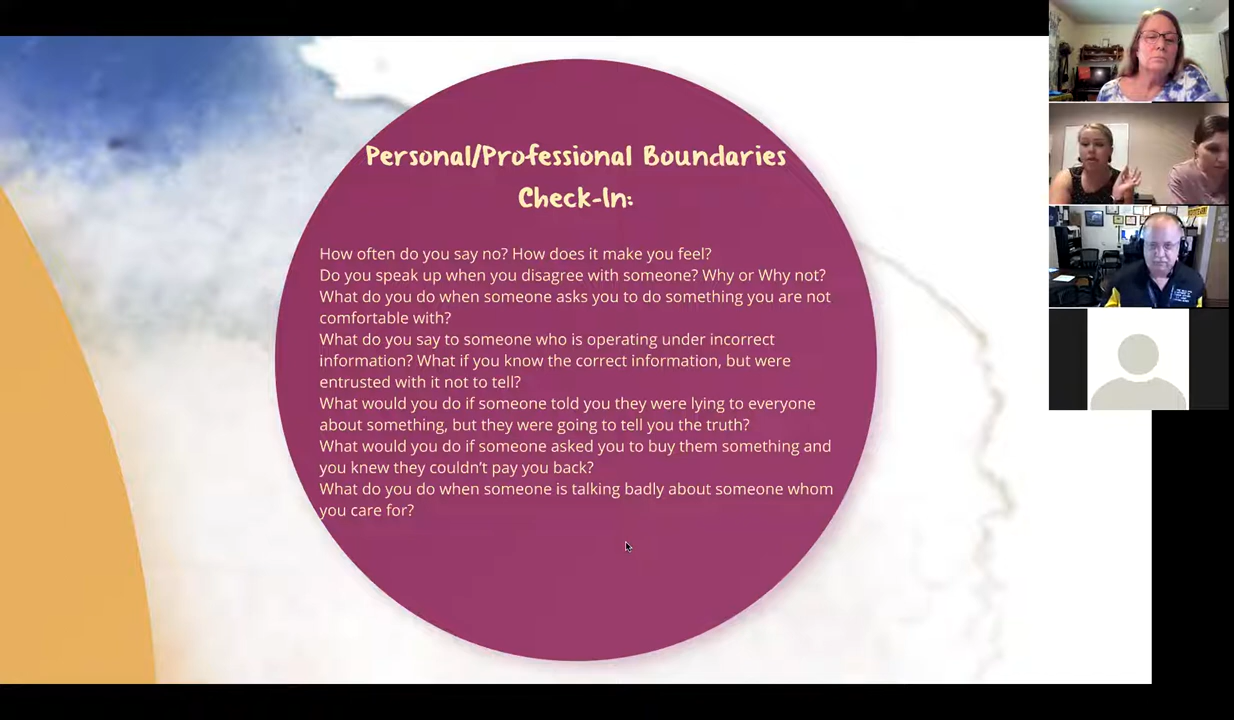 Personal/Professional Boundaries
Check-In:
How often do you say no? How does it make you feel?
Do you speak up when you disagree with someone? Why or Why not?
What do you do when someone asks you to do something you are not
comfortable with?
What do you say to someone who is operating under incorrect
information? What if you know the correct information, but were
entrusted with it not to tell?
What would you do if someone told you they were lying to everyone
about something, but they were going to tell you the truth?
What would you do if someone asked you to buy them something and
you knew they couldn't pay you back?
What do you do when someone is talking badly about someone whom
you care for?